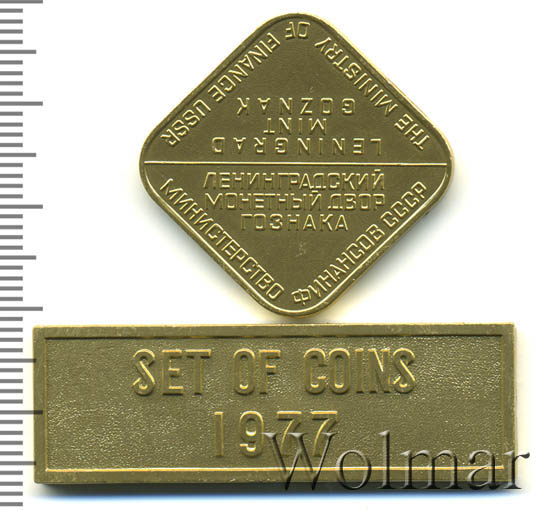 THE MINISTRY OF FINANCE USSR
LENINGRAD
MINT
GOZNAK
ЛЕНИНГРАДСКИЙ
МОНЕТНЫЙ ДВОР
ГОЗНАКА
МИНИСТЕРСТВО ФИНАНСОВ СССР
SET OF COINS
1977
Wolmar